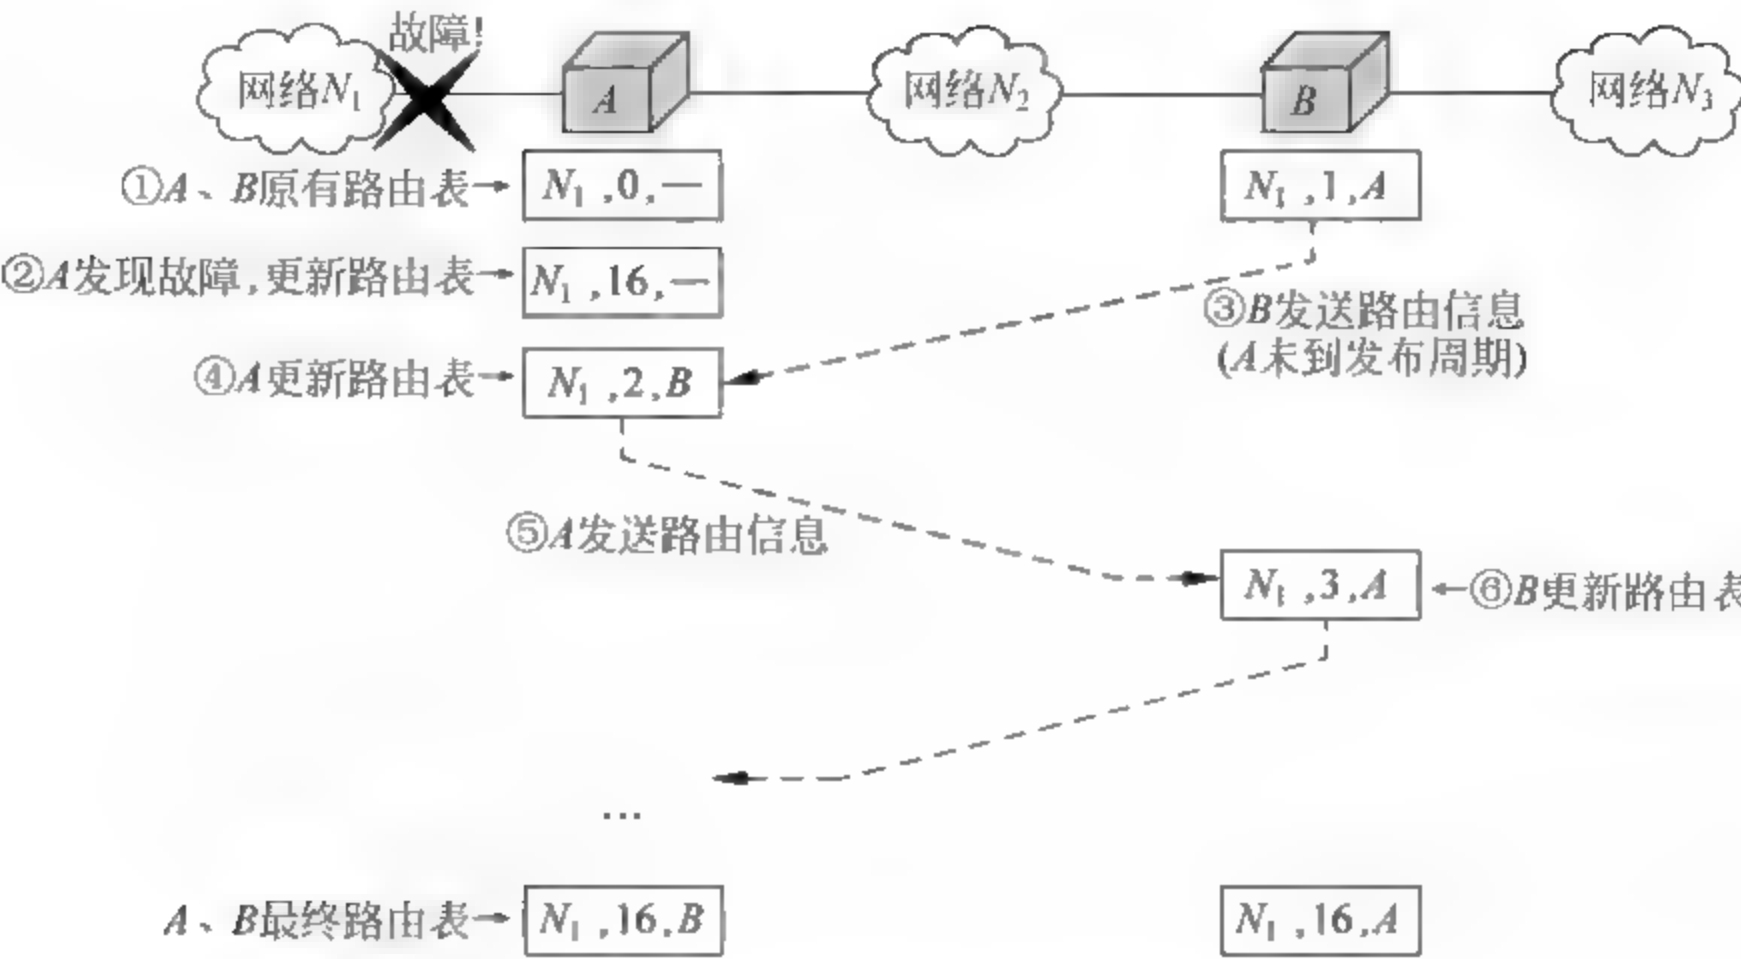 故障!
网络N₁
A
网络N₂
B
网络N₃
①A、B原有路由表
N₁,0,—
N₁,1,A
②A发现故障,更新路由表
N₁,16,—
③B发送路由信息
(A未到发布周期)
④A更新路由表
N₁,2,B
⑤A发送路由信息
N₁,3,A
⑥B更新路由表
…
A、B最终路由表
N₁,16,B
N₁,16,A